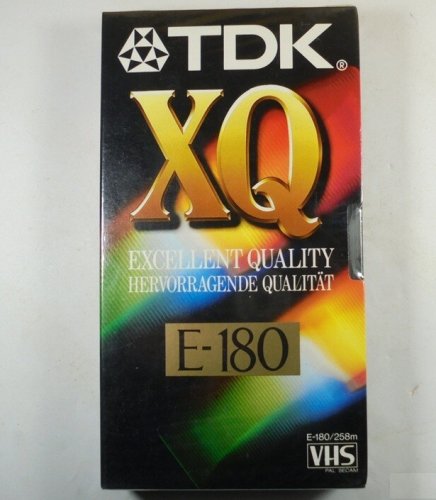 TDK®
XQ
EXCELLENT QUALITY
HERVORRAGENDE QUALITÄT
E-180
E-180/258m
VHS
PAL SECAM